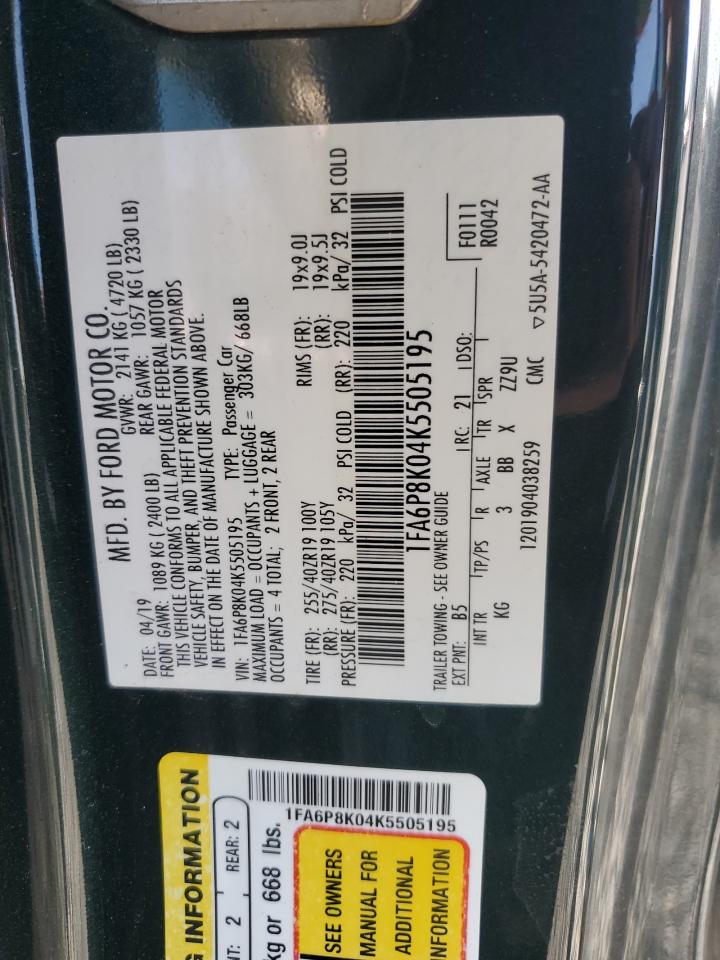 MFD. BY FORD MOTOR CO.
DATE: 04/19 GVWR: 2141 KG ( 4720 LB)
FRONT GAWR: 1089 KG ( 2400 LB) REAR GAWR: 1057 KG ( 2330 LB)
THIS VEHICLE CONFORMS TO ALL APPLICABLE FEDERAL MOTOR
VEHICLE SAFETY, BUMPER, AND THEFT PREVENTION STANDARDS
IN EFFECT ON THE DATE OF MANUFACTURE SHOWN ABOVE.
VIN: 1FA6P8K04K5505195 TYPE: Passenger Car
MAXIMUM LOAD = OCCUPANTS + LUGGAGE = 303KG/ 668LB
OCCUPANTS = 4 TOTAL; 2 FRONT, 2 REAR
TIRE (FR): 255/40ZR19 100Y RIMS (FR): 19x9.0J
(RR): 275/40ZR19 105Y (RR): 19x9.5J
PRESSURE (FR): 220 kPa/ 32 PSI COLD (RR): 220 kPa/ 32 PSI COLD
1FA6P8K04K5505195
TRAILER TOWING - SEE OWNER GUIDE
F0111
R0042
EXT PNT: B5 RC: 21 DSO:
INT TR TP/PS R AXLE TR SPR
KG 3 BB X ZZ9U
1201904038259 CMC ▽5U5A-5420472-AA
G INFORMATION
NT: 2 REAR: 2
kg or 668 lbs.
1FA6P8K04K5505195
SEE OWNERS
MANUAL FOR
ADDITIONAL
INFORMATION